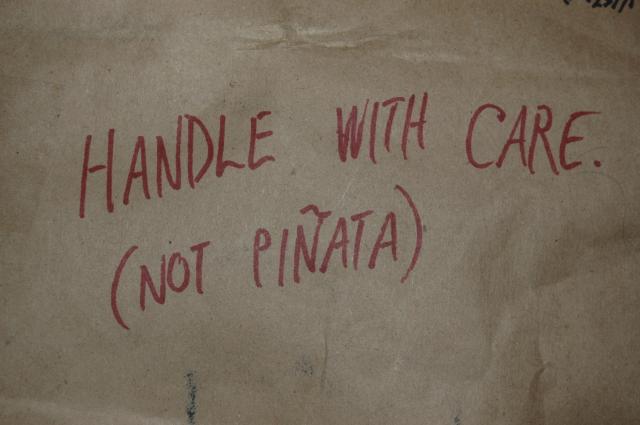 HANDLE WITH CARE.
(NOT PIÑATA)